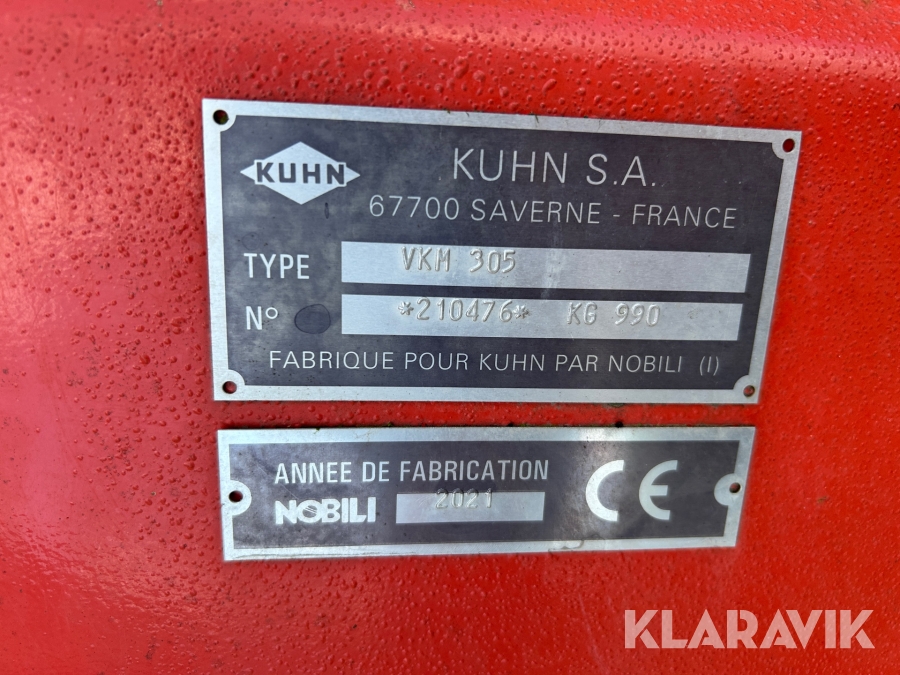 KUHN
KUHN S.A.
67700 SAVERNE - FRANCE
TYPE VKM 305
N° *210476* KG 990
FABRIQUE POUR KUHN PAR NOBILI (I)
ANNEE DE FABRICATION
NOBILI 2021
CE
KLARAVIK